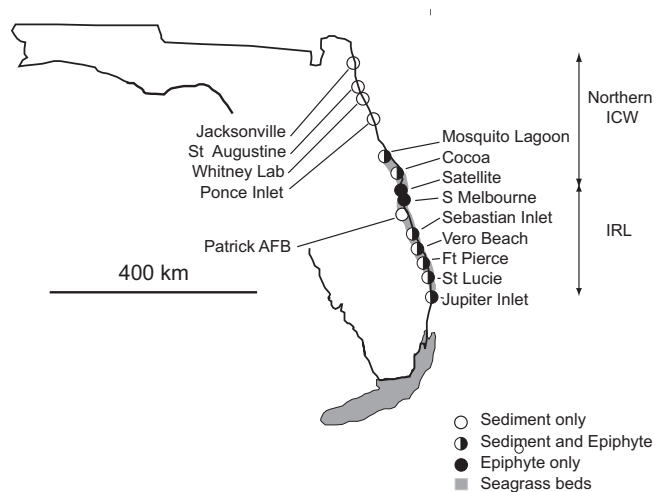 Jacksonville
St Augustine
Whitney Lab
Ponce Inlet
Mosquito Lagoon
Cocoa
Satellite
S Melbourne
Sebastian Inlet
Vero Beach
Ft Pierce
St Lucie
Jupiter Inlet
Patrick AFB
400 km
Northern
ICW
IRL
Sediment only
Sediment and Epiphyte
Epiphyte only
Seagrass beds